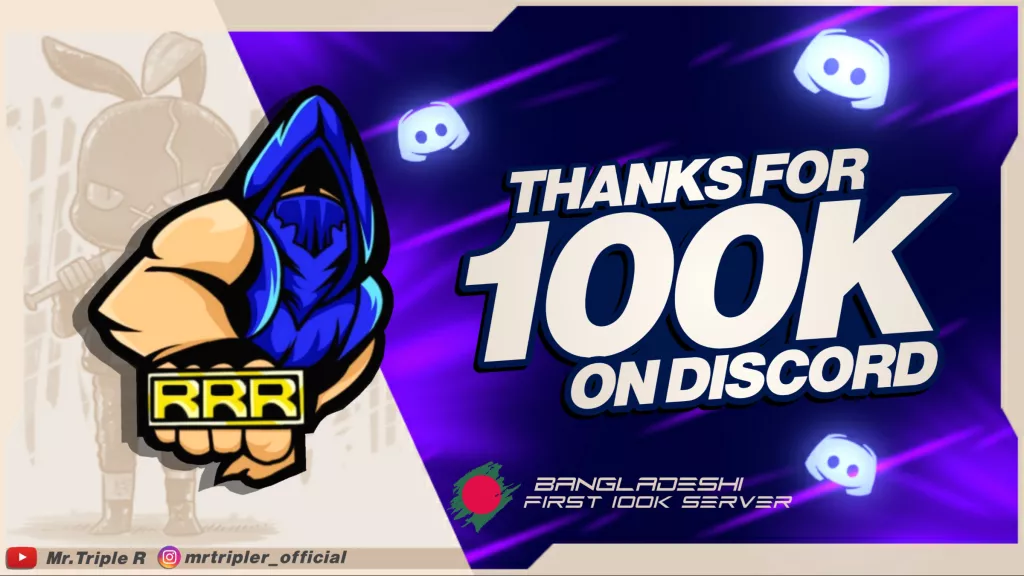 THANKS FOR
100K
ON DISCORD
RRR
BANGLADESHI
FIRST 100K SERVER
Mr.Triple R
mrtripler_official